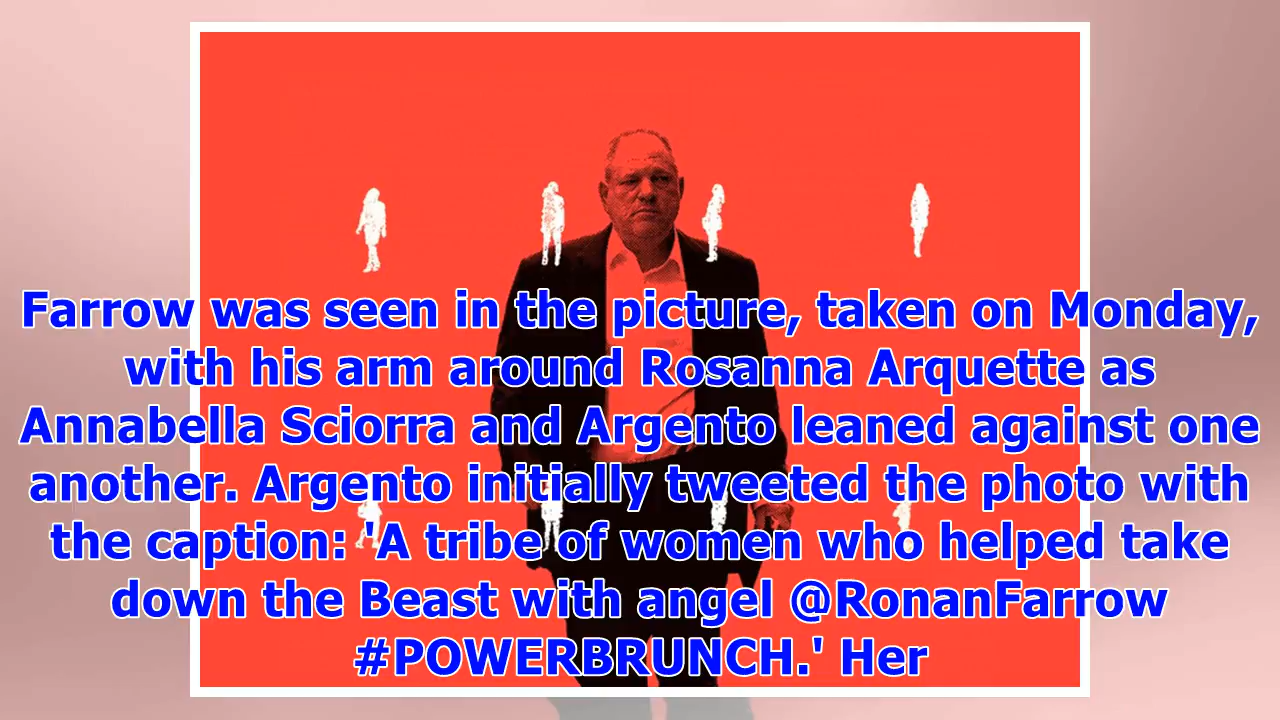 Farrow was seen in the picture, taken on Monday,
with his arm around Rosanna Arquette as
Annabella Sciorra and Argento leaned against one
another. Argento initially tweeted the photo with
the caption: 'A tribe of women who helped take
down the Beast with angel @RonanFarrow
#POWERBRUNCH.' Her